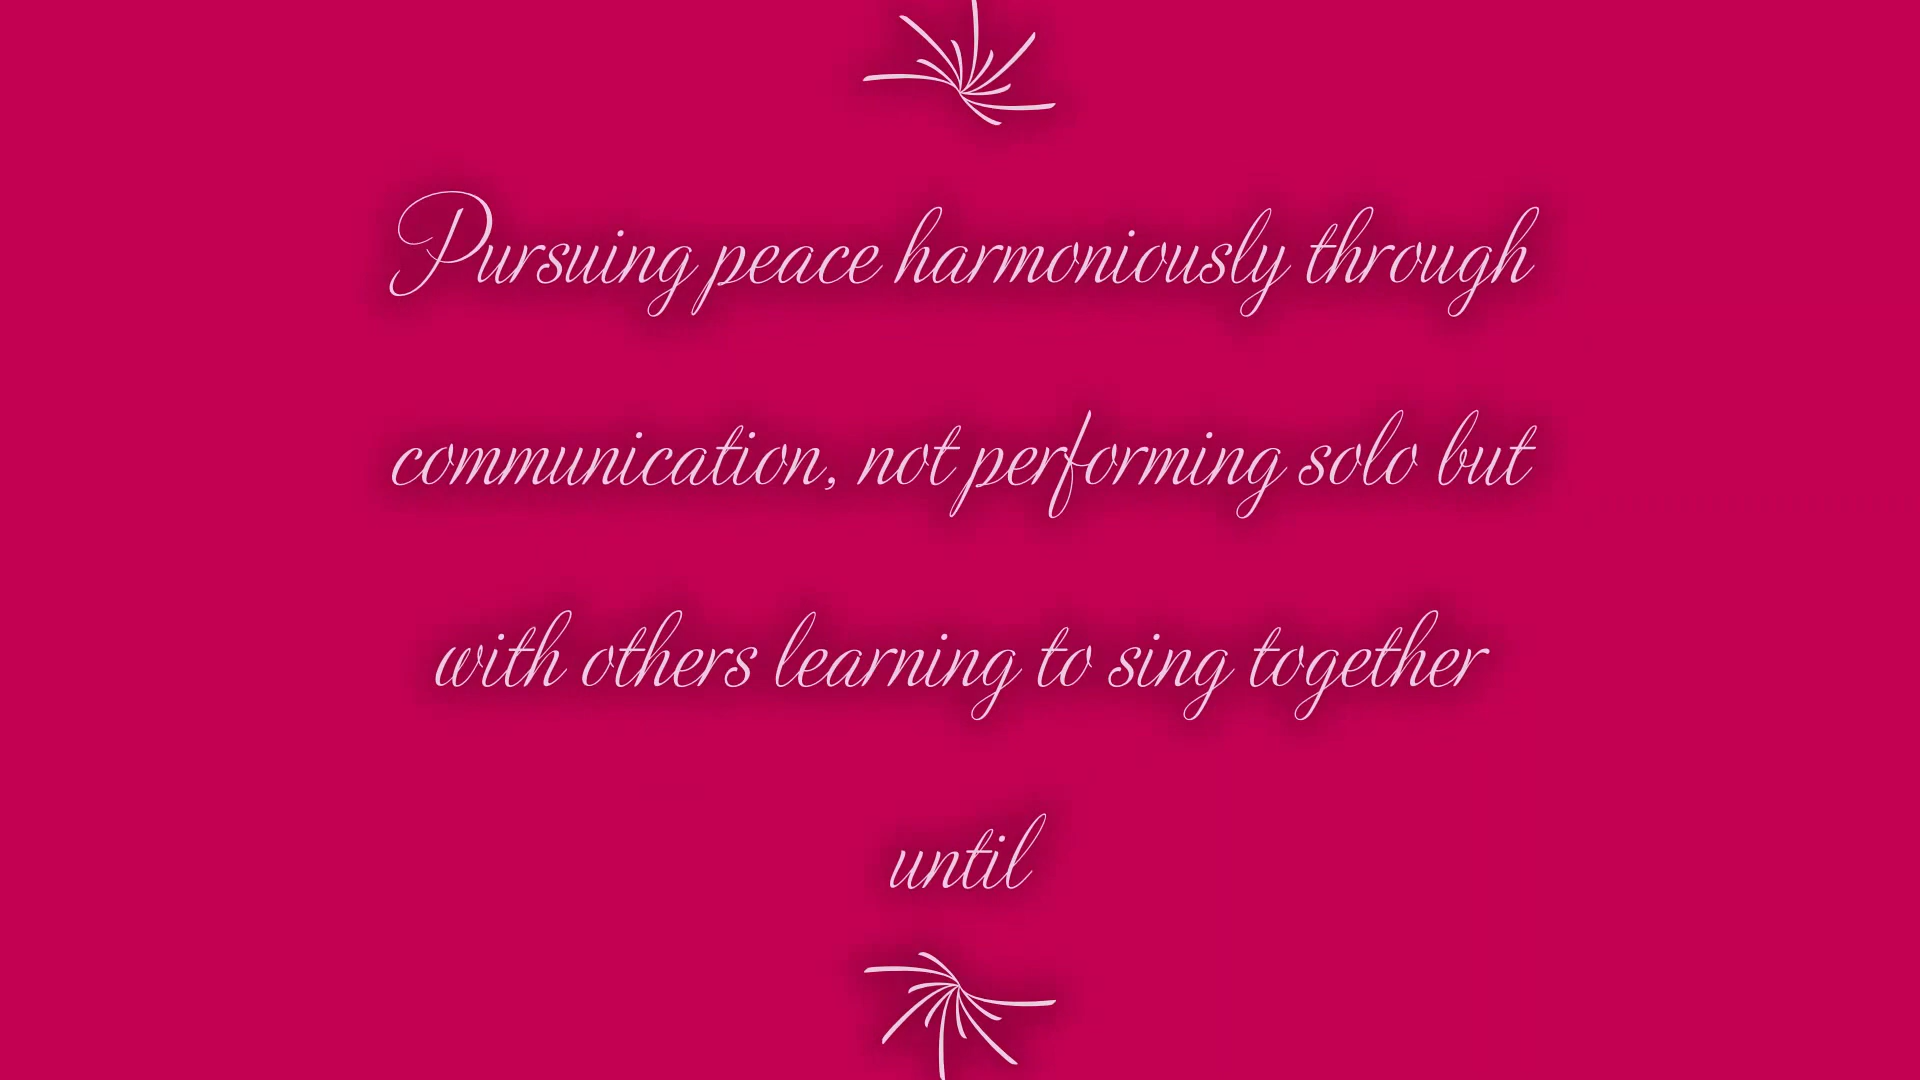 Pursuing peace harmoniously through
communication, not performing solo but
with others learning to sing together
until